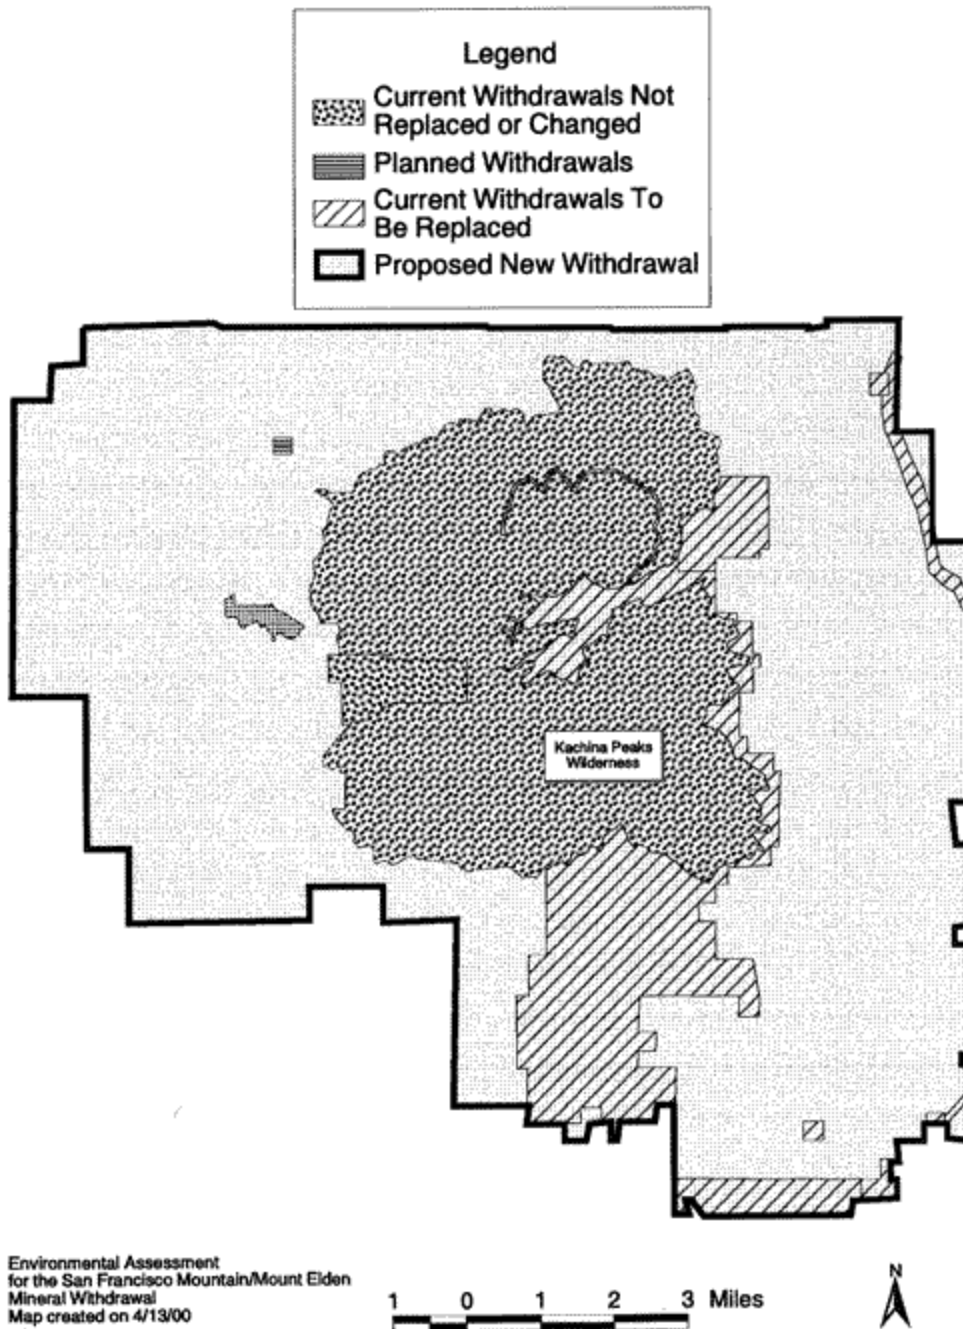 Legend
Current Withdrawals Not
Replaced or Changed
Planned Withdrawals
Current Withdrawals To
Be Replaced
Proposed New Withdrawal
Kachina Peaks
Wilderness
Environmental Assessment
for the San Francisco Mountain/Mount Elden
Mineral Withdrawal
Map created on 4/13/00
1 0 1 2 3 Miles
N